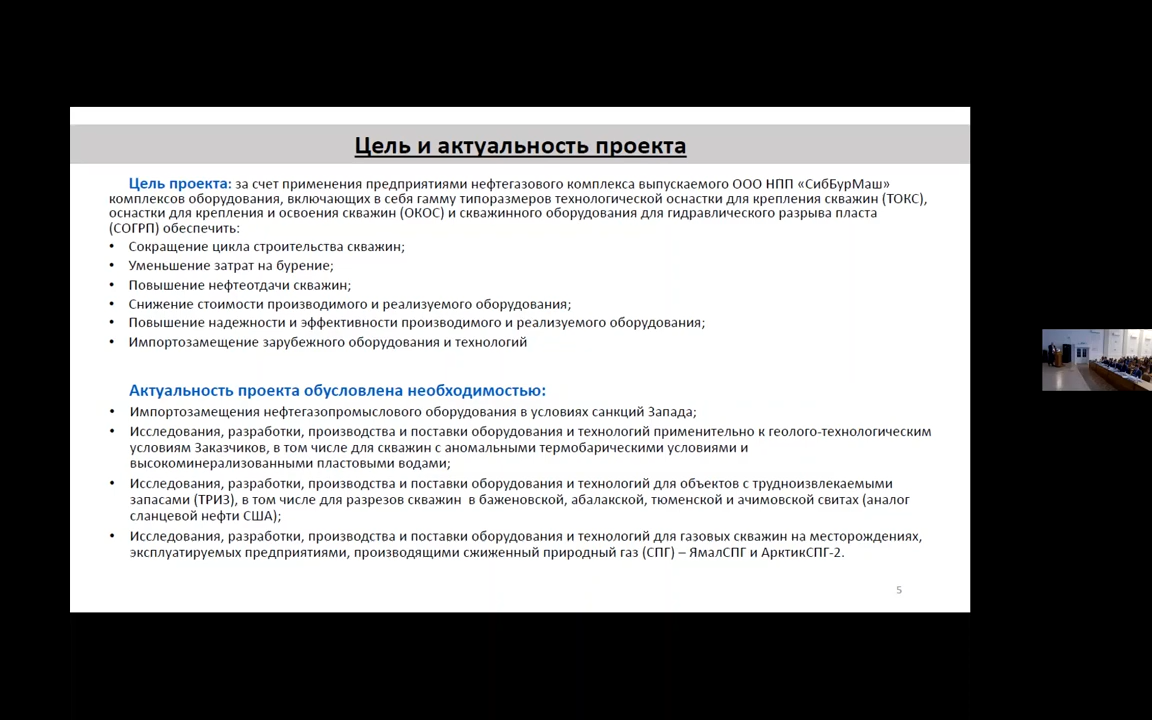 Цель и актуальность проекта
Цель проекта: за счет применения предприятиями нефтегазового комплекса выпускаемого ООО НПП «СибБурМаш»
комплексов оборудования, включающих в себя гамму типоразмеров технологической оснастки для крепления скважин (ТОКС),
оснастки для крепления и освоения скважин (ОКОС) и скважинного оборудования для гидравлического разрыва пласта
(СОГРП) обеспечить:
• Сокращение цикла строительства скважин;
• Уменьшение затрат на бурение;
• Повышение нефтеотдачи скважин;
• Снижение стоимости производимого и реализуемого оборудования;
• Повышение надежности и эффективности производимого и реализуемого оборудования;
• Импортозамещение зарубежного оборудования и технологий
Актуальность проекта обусловлена необходимостью:
• Импортозамещения нефтегазопромыслового оборудования в условиях санкций Запада;
• Исследования, разработки, производства и поставки оборудования и технологий применительно к геолого-технологическим
условиям Заказчиков, в том числе для скважин с аномальными термобарическими условиями и
высокоминерализованными пластовыми водами;
• Исследования, разработки, производства и поставки оборудования и технологий для объектов с трудноизвлекаемыми
запасами (ТРИЗ), в том числе для разрезов скважин в баженовской, абалакской, тюменской и ачимовской свитах (аналог
сланцевой нефти США);
• Исследования, разработки, производства и поставки оборудования и технологий для газовых скважин на месторождениях,
эксплуатируемых предприятиями, производящими сжиженный природный газ (СПГ) – ЯмалСПГ и АрктикСПГ-2.
5